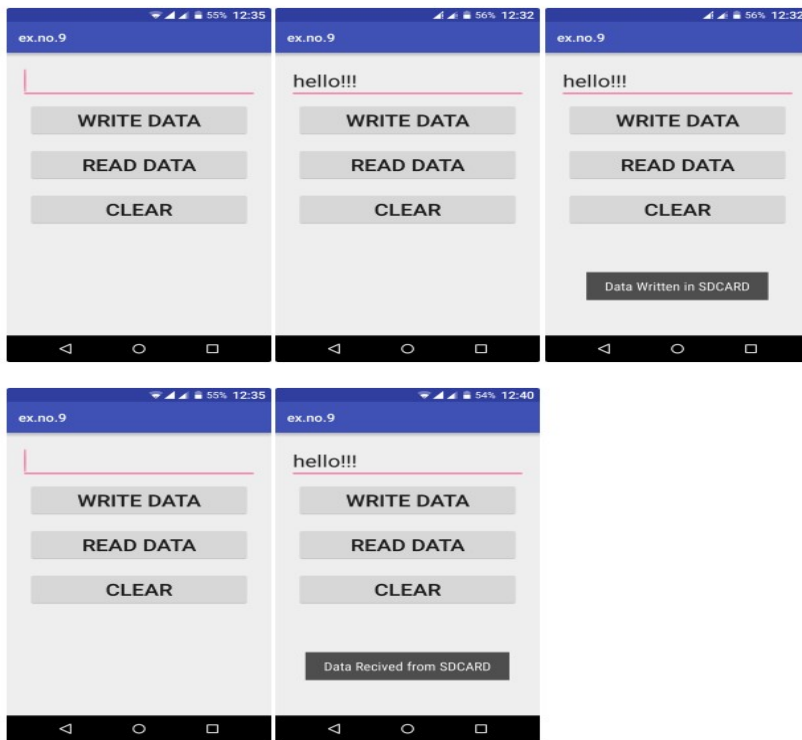 55% 12:35
ex.no.9
WRITE DATA
READ DATA
CLEAR
56% 12:32
ex.no.9
hello!!!
WRITE DATA
READ DATA
CLEAR
56% 12:32
ex.no.9
hello!!!
WRITE DATA
READ DATA
CLEAR
Data Written in SDCARD
55% 12:35
ex.no.9
WRITE DATA
READ DATA
CLEAR
54% 12:40
ex.no.9
hello!!!
WRITE DATA
READ DATA
CLEAR
Data Recived from SDCARD